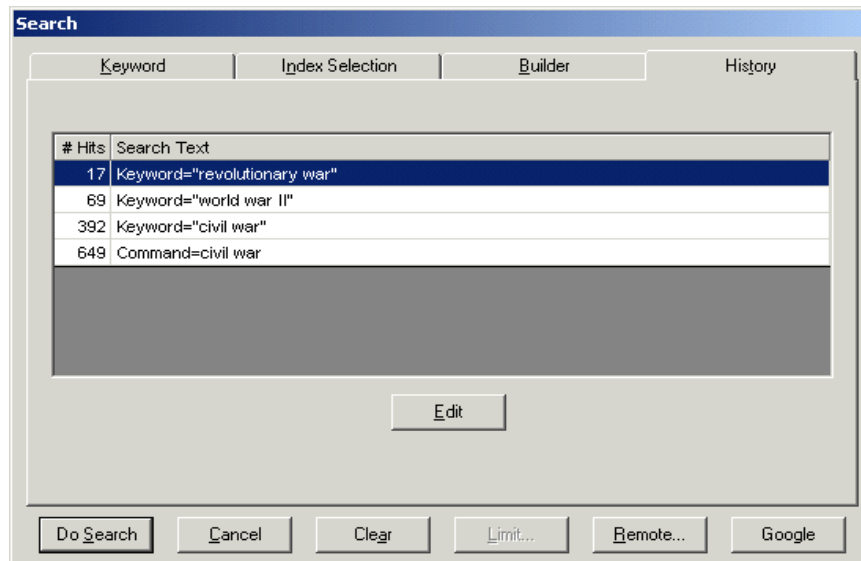 Search
Keyword Index Selection Builder History
# Hits Search Text
17 Keyword="revolutionary war"
69 Keyword="world war II"
392 Keyword="civil war"
649 Command=civil war
Edit
Do Search Cancel Clear Limit... Remote... Google